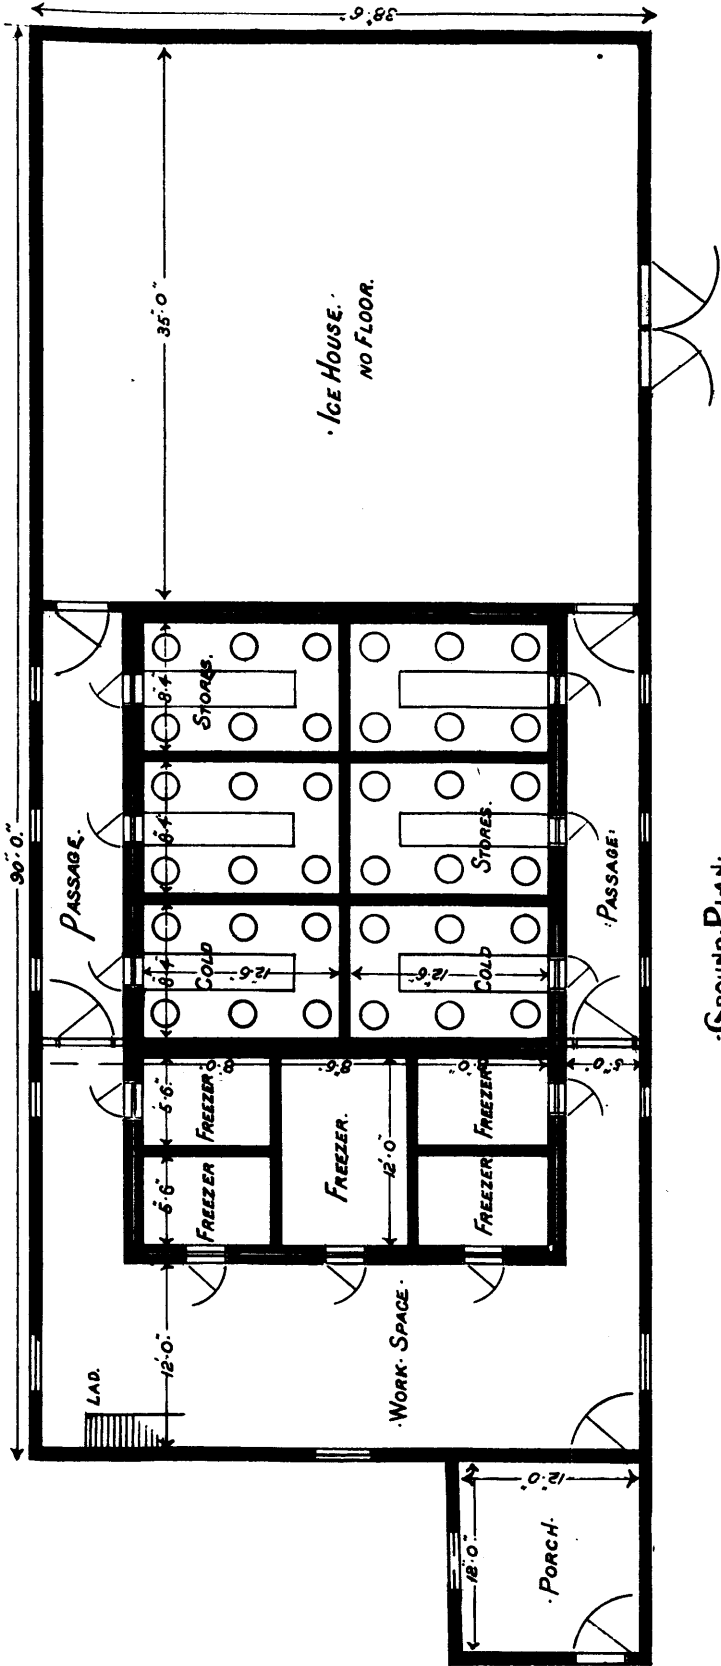 38'·6"
90'·0."
35'·0"
·ICE HOUSE.·
NO FLOOR.
PASSAGE.
8'·4"
8'·4"
8'·4"
STORES.
STORES.
COLD
COLD
12'·6"
12'·6"
·PASSAGE:
5'·6"
5'·6"
8'·0"
8'·6"
8'·0"
5'·0"
FREEZER
FREEZER
FREEZER.
FREEZER
FREEZER
12'·0"
12'·0"
LAD.
·WORK·SPACE·
12'·0"
12'·0"
·PORCH·
·GROUND·PLAN·